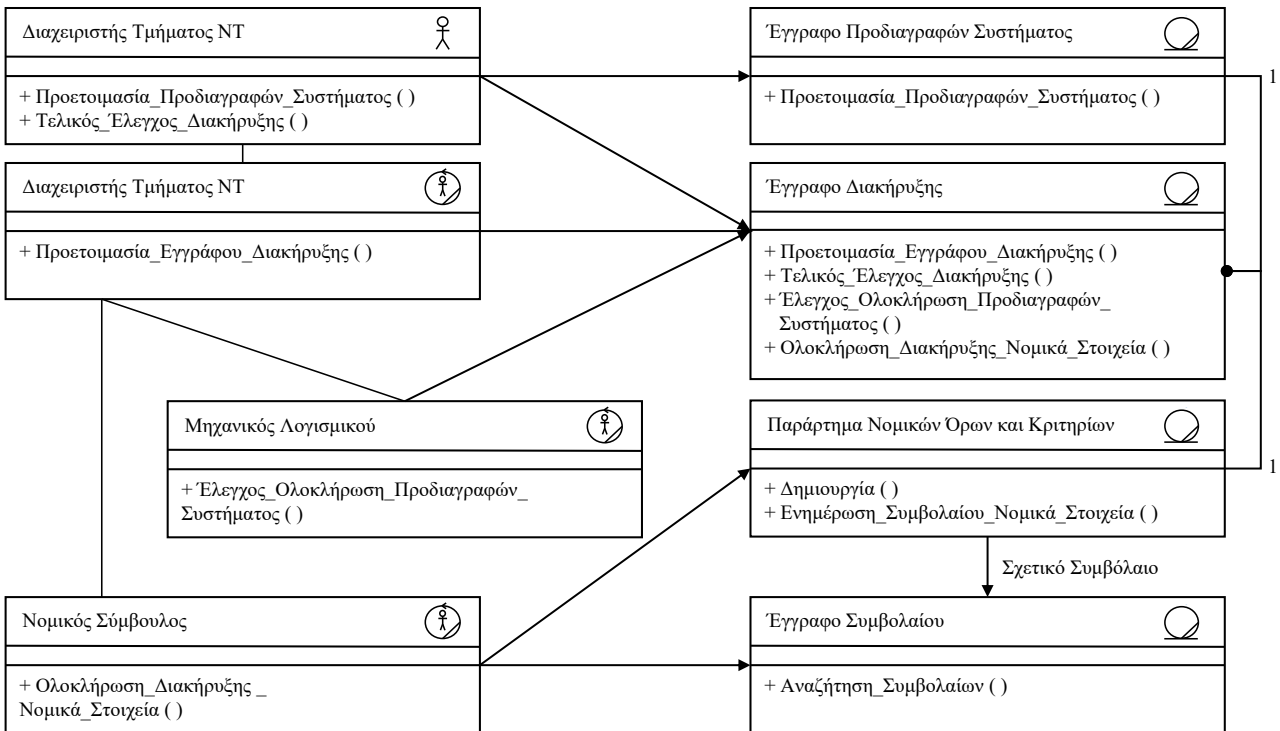 Διαχειριστής Τμήματος ΝΤ
+ Προετοιμασία_Προδιαγραφών_Συστήματος ( )
+ Τελικός_Έλεγχος_Διακήρυξης ( )
Έγγραφο Προδιαγραφών Συστήματος
+ Προετοιμασία_Προδιαγραφών_Συστήματος ( )
1
Διαχειριστής Τμήματος ΝΤ
+ Προετοιμασία_Εγγράφου_Διακήρυξης ( )
Έγγραφο Διακήρυξης
+ Προετοιμασία_Εγγράφου_Διακήρυξης ( )
+ Τελικός_Έλεγχος_Διακήρυξης ( )
+ Έλεγχος_Ολοκλήρωση_Προδιαγραφών_
Συστήματος ( )
+ Ολοκλήρωση_Διακήρυξης_Νομικά_Στοιχεία ( )
Μηχανικός Λογισμικού
+ Έλεγχος_Ολοκλήρωση_Προδιαγραφών_
Συστήματος ( )
Παράρτημα Νομικών Όρων και Κριτηρίων
+ Δημιουργία ( )
+ Ενημέρωση_Συμβολαίου_Νομικά_Στοιχεία ( )
1
Σχετικό Συμβόλαιο
Νομικός Σύμβουλος
+ Ολοκλήρωση_Διακήρυξης _
Νομικά_Στοιχεία ( )
Έγγραφο Συμβολαίου
+ Αναζήτηση_Συμβολαίων ( )